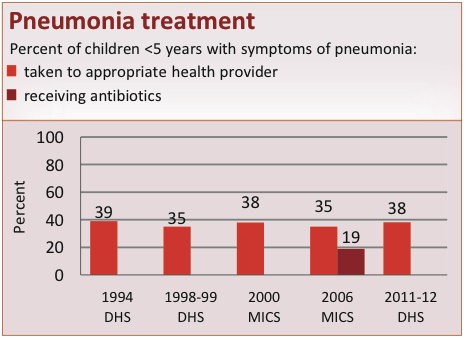 Pneumonia treatment
Percent of children <5 years with symptoms of pneumonia:
taken to appropriate health provider
receiving antibiotics
Percent
100
80
60
40
20
0
39
35
38
35
19
38
1994 DHS
1998-99 DHS
2000 MICS
2006 MICS
2011-12 DHS